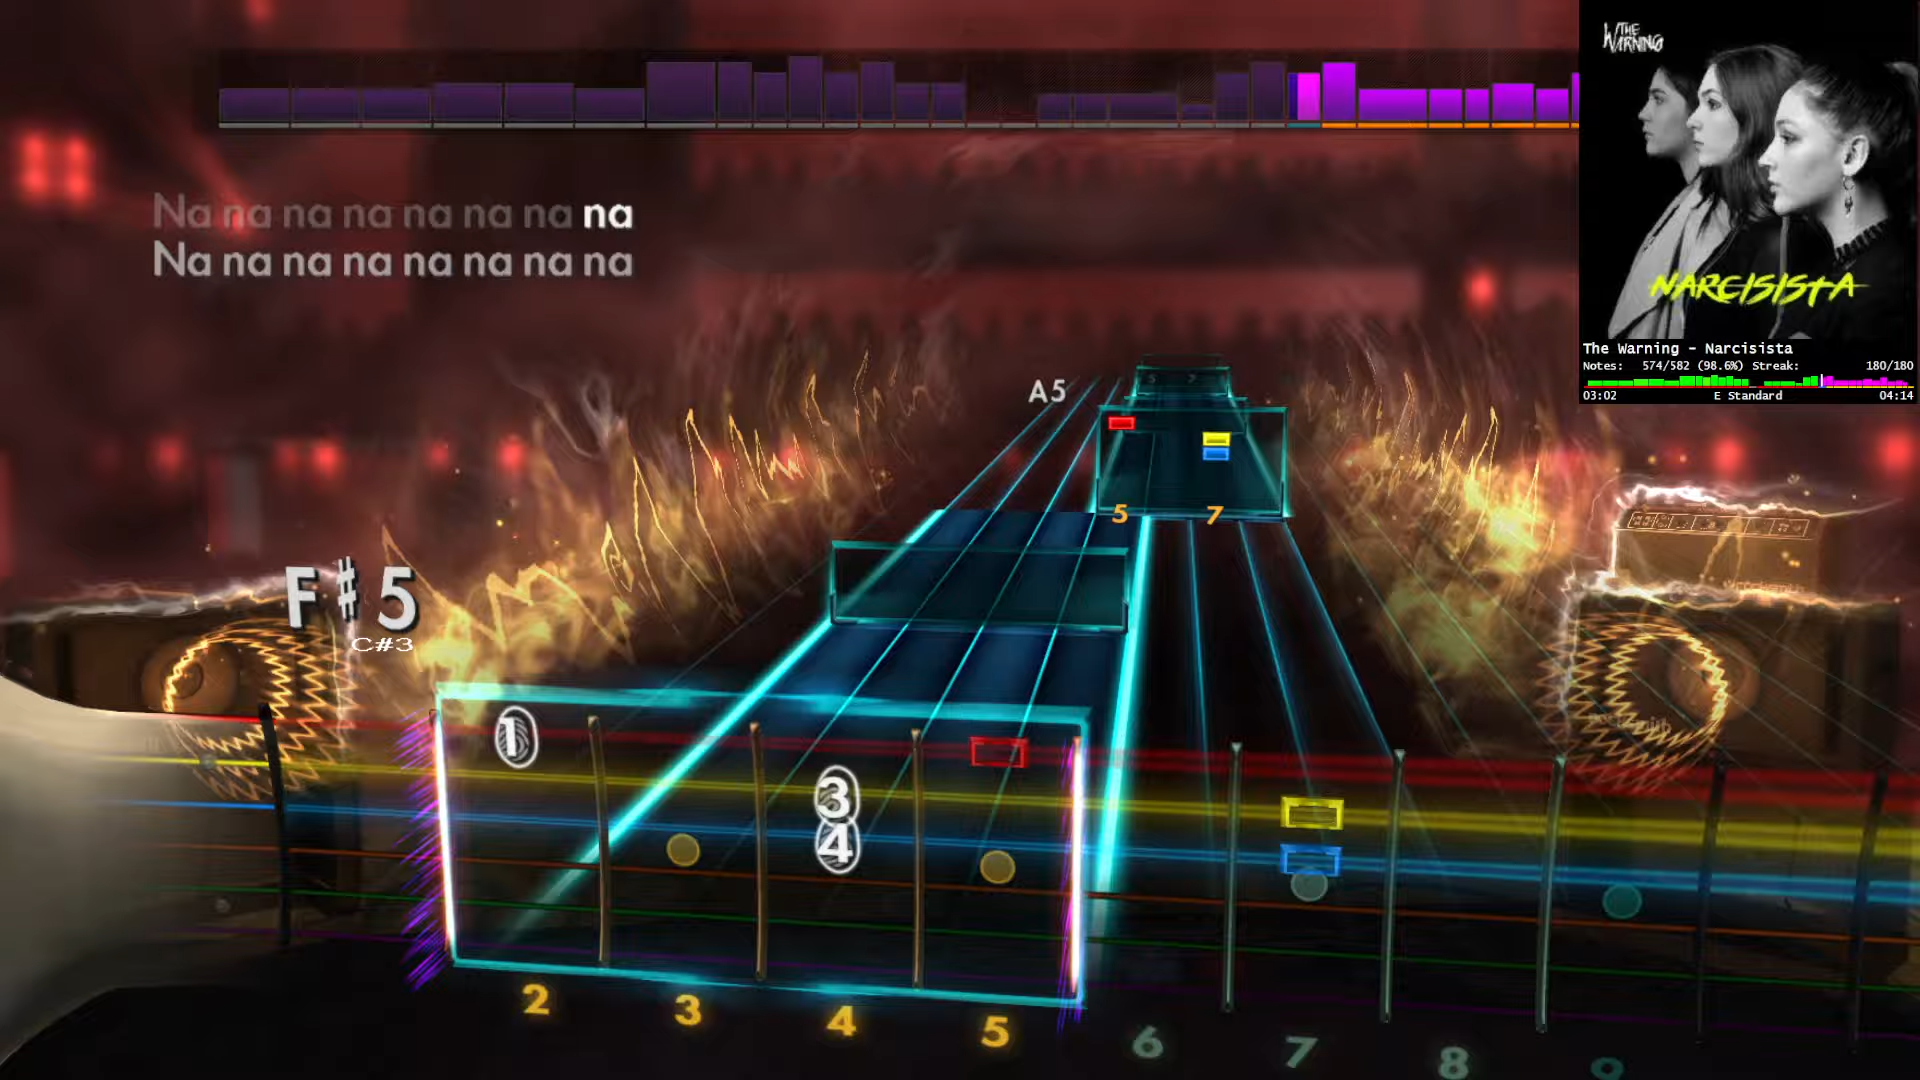 THE
WARNING
NARCISISTA
The Warning - Narcisista
Notes: 574/582 (98.6%) Streak: 180/180
03:02 E Standard 04:14
Na na na na na na na na
Na na na na na na na na
A5
5 7
F#5
C#3
1
3
4
2 3 4 5 6 7 8 9